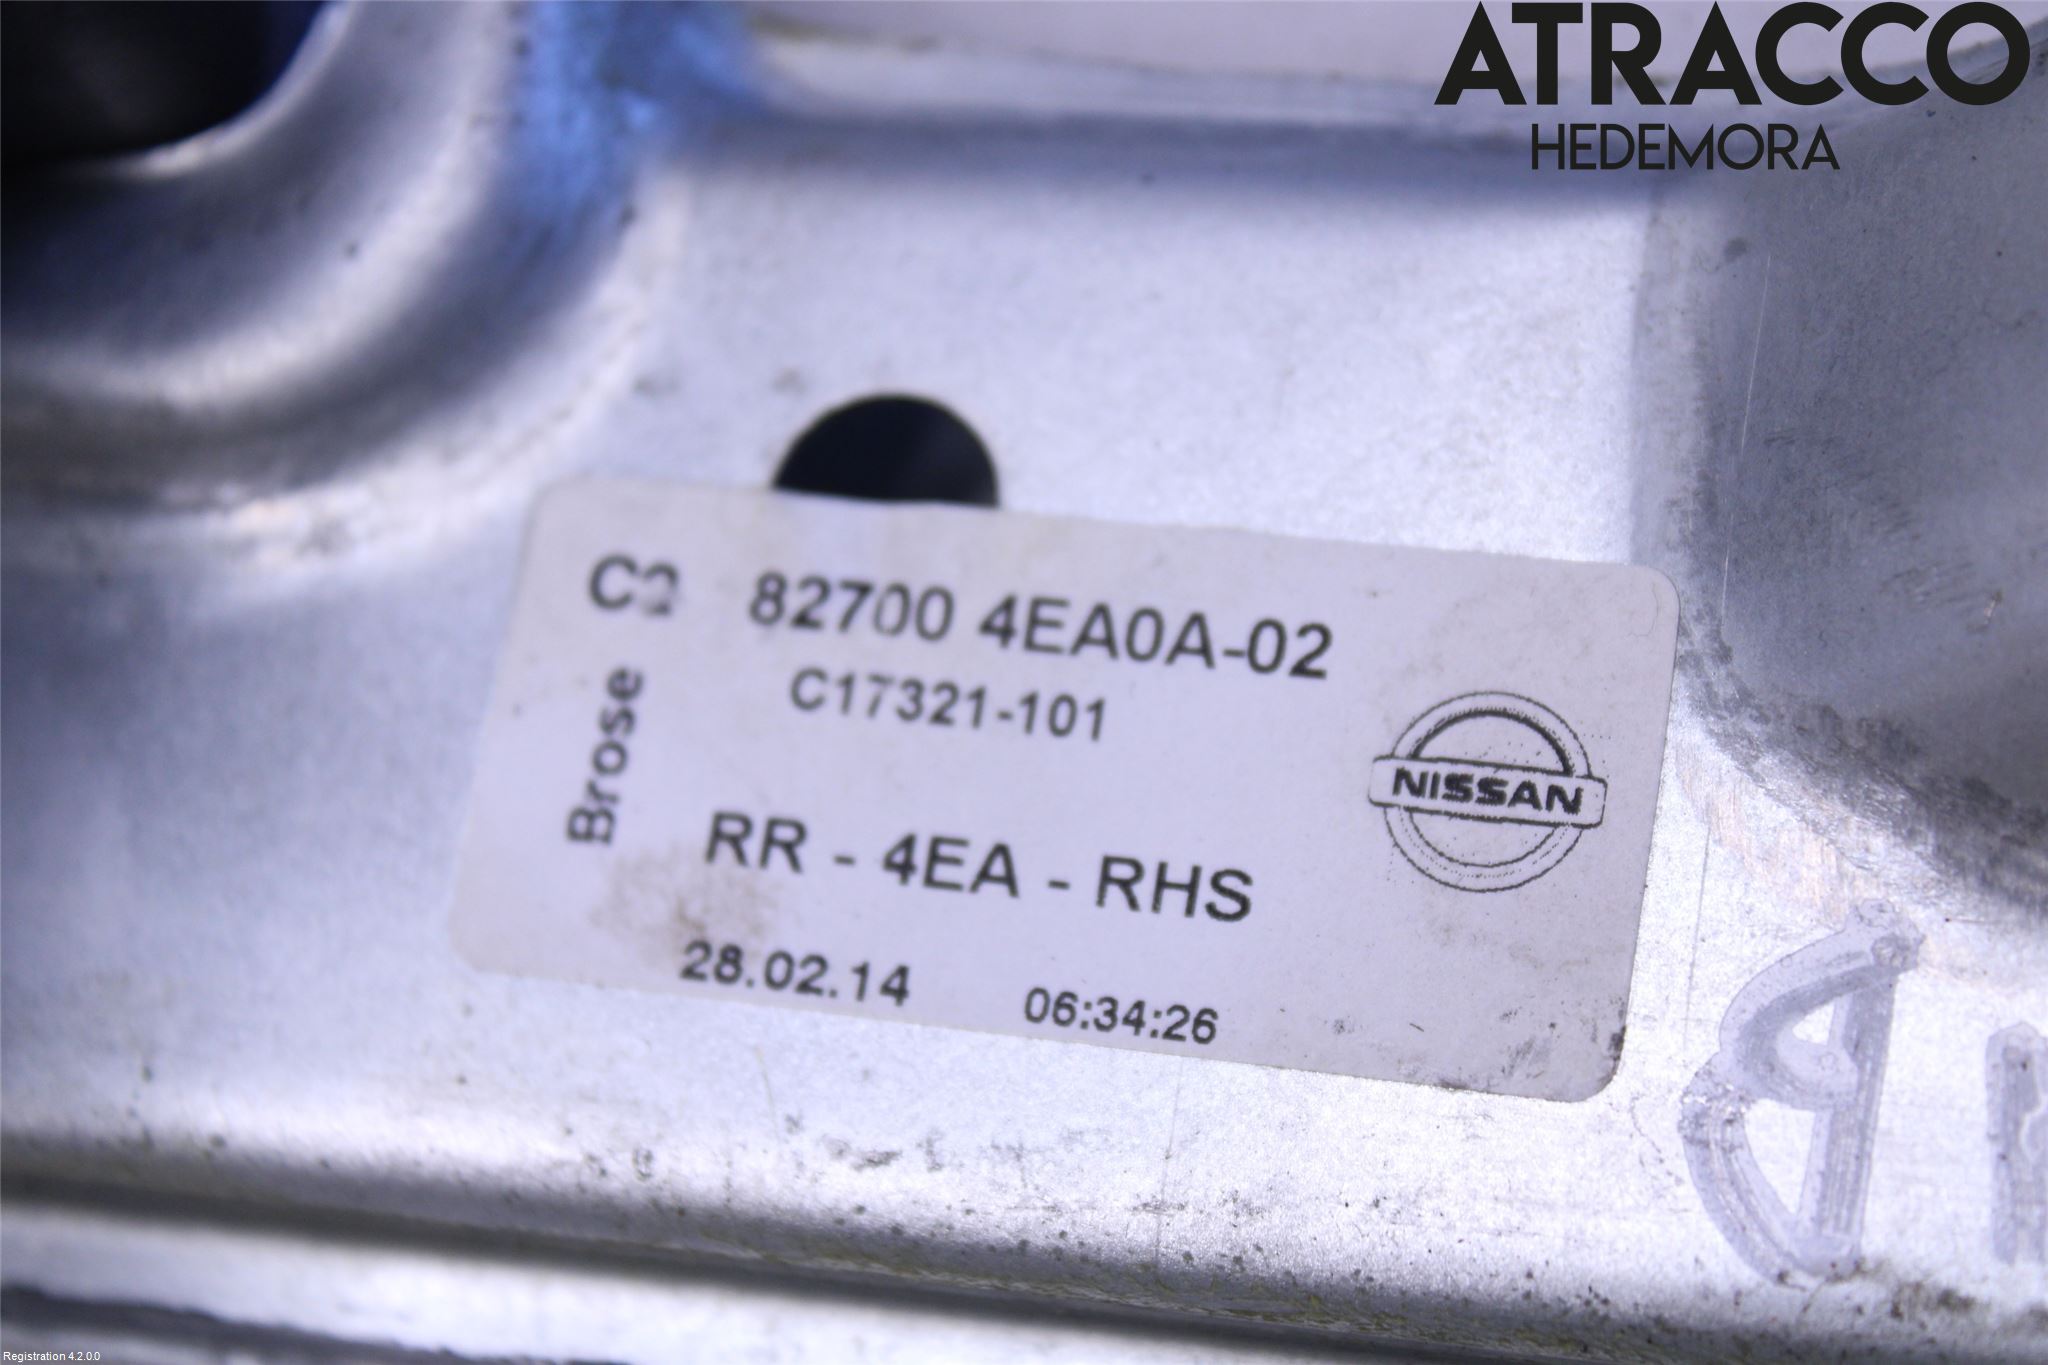 ATRACCO
HEDEMORA
C2 82700 4EA0A-02
C17321-101
Brose
NISSAN
RR - 4EA - RHS
28.02.14 06:34:26
Registration 4.2.0.0